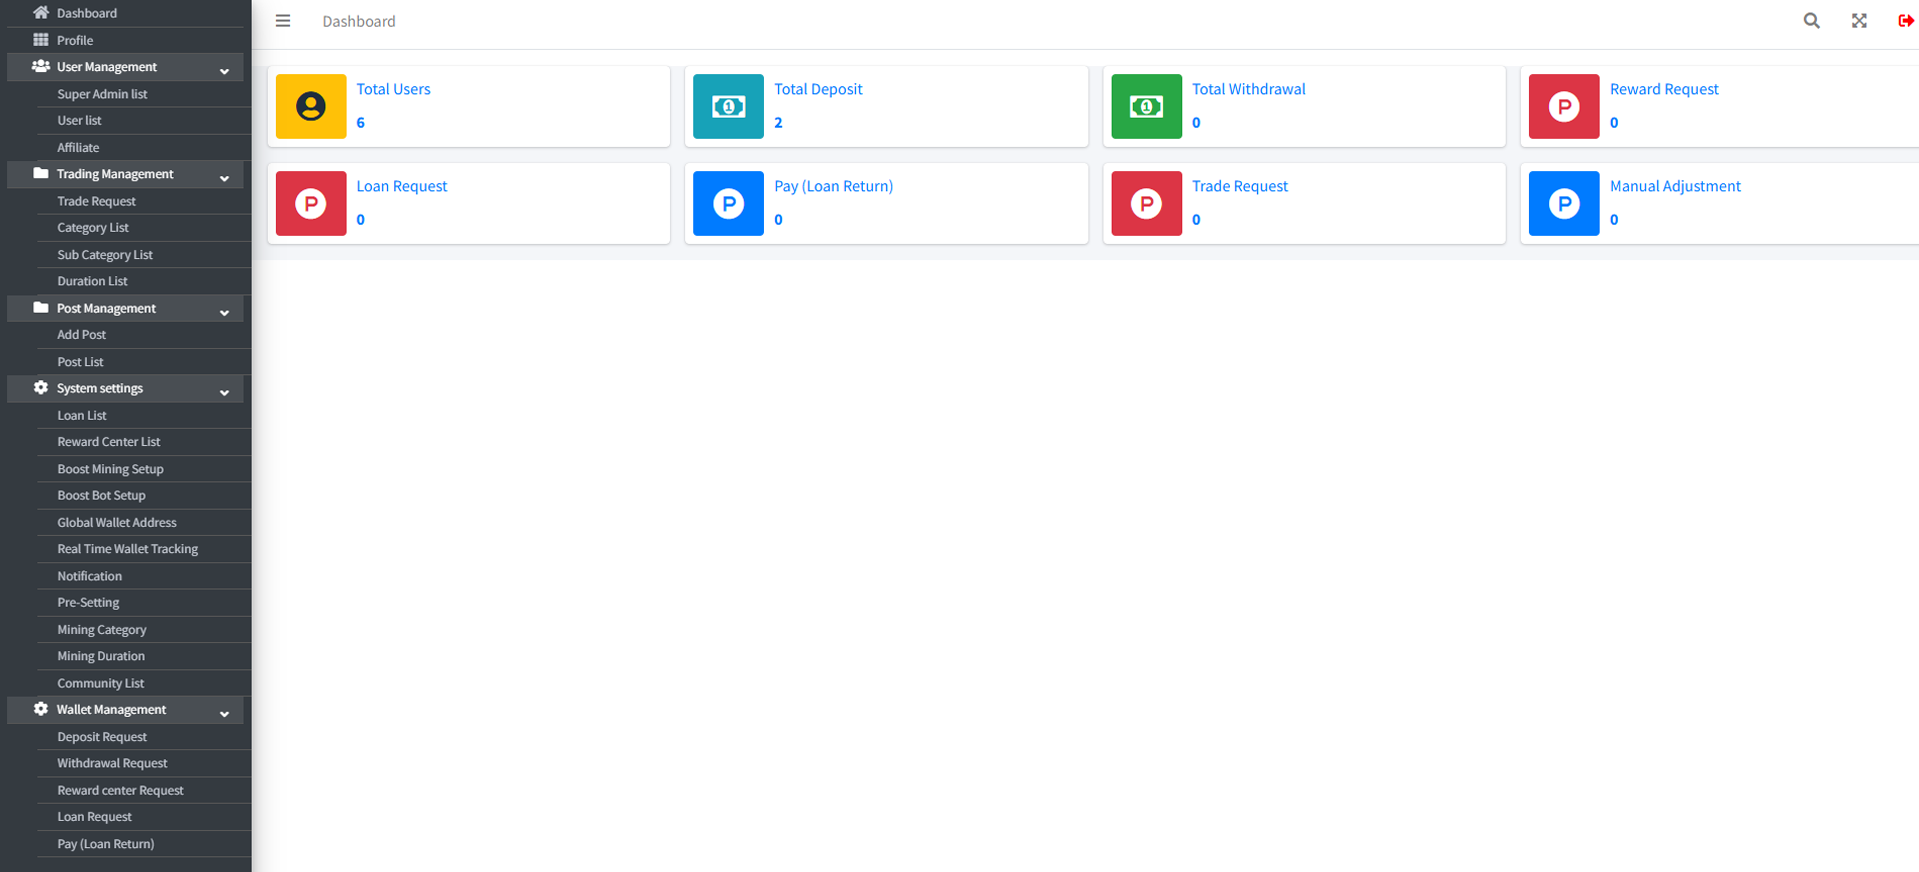 Dashboard
Profile
User Management
Super Admin list
User list
Affiliate
Trading Management
Trade Request
Category List
Sub Category List
Duration List
Post Management
Add Post
Post List
System settings
Loan List
Reward Center List
Boost Mining Setup
Boost Bot Setup
Global Wallet Address
Real Time Wallet Tracking
Notification
Pre-Setting
Mining Category
Mining Duration
Community List
Wallet Management
Deposit Request
Withdrawal Request
Reward center Request
Loan Request
Pay (Loan Return)
Dashboard
Total Users
6
Total Deposit
2
Total Withdrawal
0
Reward Request
0
Loan Request
0
Pay (Loan Return)
0
Trade Request
0
Manual Adjustment
0